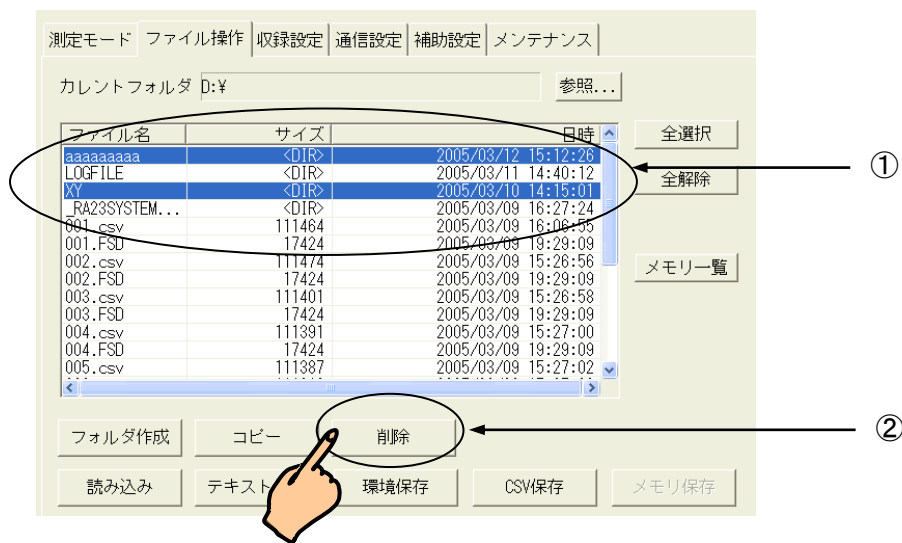 測定モード ファイル操作 収録設定 通信設定 補助設定 メンテナンス
カレントフォルダ D:¥ 参照...
ファイル名 サイズ 日時 全選択
aaaaaaaaa <DIR> 2005/03/12 15:12:26
LOGFILE <DIR> 2005/03/11 14:40:12 ①
全解除
XY <DIR> 2005/03/10 14:15:01
_RA23SYSTEM... <DIR> 2005/03/09 16:27:24
001.csv 111464 2005/03/09 16:06:55
001.FSD 17424 2005/03/09 19:29:09
002.csv 111474 2005/03/09 15:26:56
メモリ一覧
002.FSD 17424 2005/03/09 19:29:09
003.csv 111401 2005/03/09 15:26:58
003.FSD 17424 2005/03/09 19:29:09
004.csv 111391 2005/03/09 15:27:00
004.FSD 17424 2005/03/09 19:29:09
005.csv 111387 2005/03/09 15:27:02
フォルダ作成 コピー 削除 ②
読み込み テキスト 環境保存 CSV保存 メモリ保存